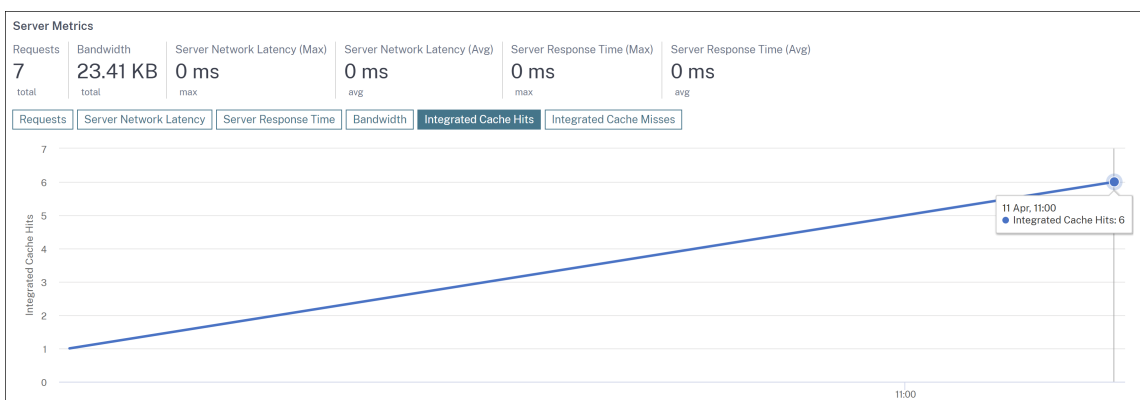 Server Metrics
Requests
7
total
Bandwidth
23.41 KB
total
Server Network Latency (Max)
0 ms
max
Server Network Latency (Avg)
0 ms
avg
Server Response Time (Max)
0 ms
max
Server Response Time (Avg)
0 ms
avg
Requests
Server Network Latency
Server Response Time
Bandwidth
Integrated Cache Hits
Integrated Cache Misses
Integrated Cache Hits
7
6
5
4
3
2
1
0
11 Apr, 11:00
Integrated Cache Hits: 6
11:00